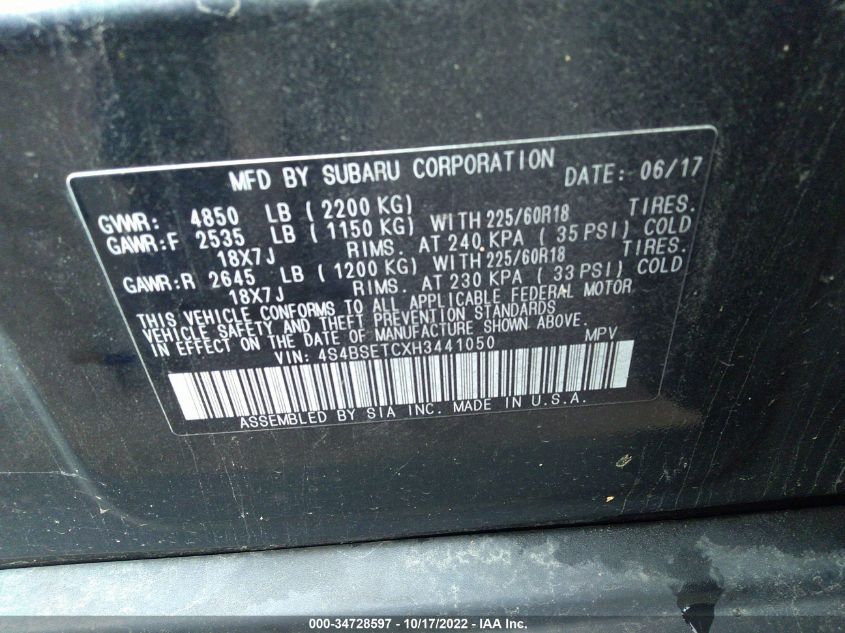 MFD BY SUBARU CORPORATION DATE: 06/17
GVWR: 4850 LB (2200 KG)
GAWR:F 2535 LB (1150 KG) WITH 225/60R18 TIRES.
18X7J RIMS. AT 240 KPA (35 PSI) COLD
GAWR:R 2645 LB (1200 KG) WITH 225/60R18 TIRES.
18X7J RIMS. AT 230 KPA (33 PSI) COLD
THIS VEHICLE CONFORMS TO ALL APPLICABLE FEDERAL MOTOR
VEHICLE SAFETY AND THEFT PREVENTION STANDARDS
IN EFFECT ON THE DATE OF MANUFACTURE SHOWN ABOVE.
VIN: 4S4BSETCXH3441050 MPV
ASSEMBLED BY SIA INC. MADE IN U.S.A.
000-34728597 - 10/17/2022 - IAA Inc.